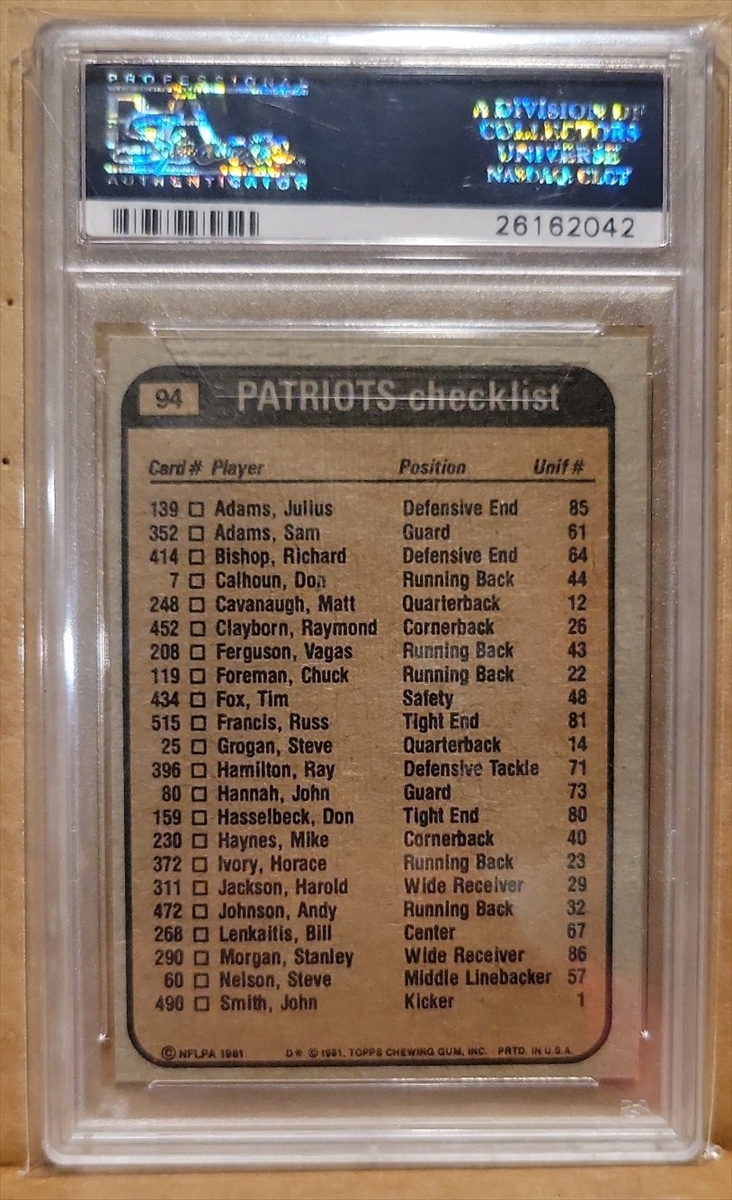 PROFESSIONAL
PSA
AUTHENTICATOR
A DIVISION OF
COLLECTORS
UNIVERSE
NASDAQ: CLCT
26162042
94 PATRIOTS checklist
Card # Player Position Unif #
139 □ Adams, Julius Defensive End 85
352 □ Adams, Sam Guard 61
414 □ Bishop, Richard Defensive End 64
7 □ Calhoun, Don Running Back 44
248 □ Cavanaugh, Matt Quarterback 12
452 □ Clayborn, Raymond Cornerback 26
208 □ Ferguson, Vagas Running Back 43
119 □ Foreman, Chuck Running Back 22
434 □ Fox, Tim Safety 48
515 □ Francis, Russ Tight End 81
25 □ Grogan, Steve Quarterback 14
396 □ Hamilton, Ray Defensive Tackle 71
80 □ Hannah, John Guard 73
159 □ Hasselbeck, Don Tight End 80
230 □ Haynes, Mike Cornerback 40
372 □ Ivory, Horace Running Back 23
311 □ Jackson, Harold Wide Receiver 29
472 □ Johnson, Andy Running Back 32
268 □ Lenkaitis, Bill Center 67
290 □ Morgan, Stanley Wide Receiver 86
60 □ Nelson, Steve Middle Linebacker 57
490 □ Smith, John Kicker 1
© NFLPA 1981 D* © 1981, TOPPS CHEWING GUM, INC. PRTD. IN U.S.A.